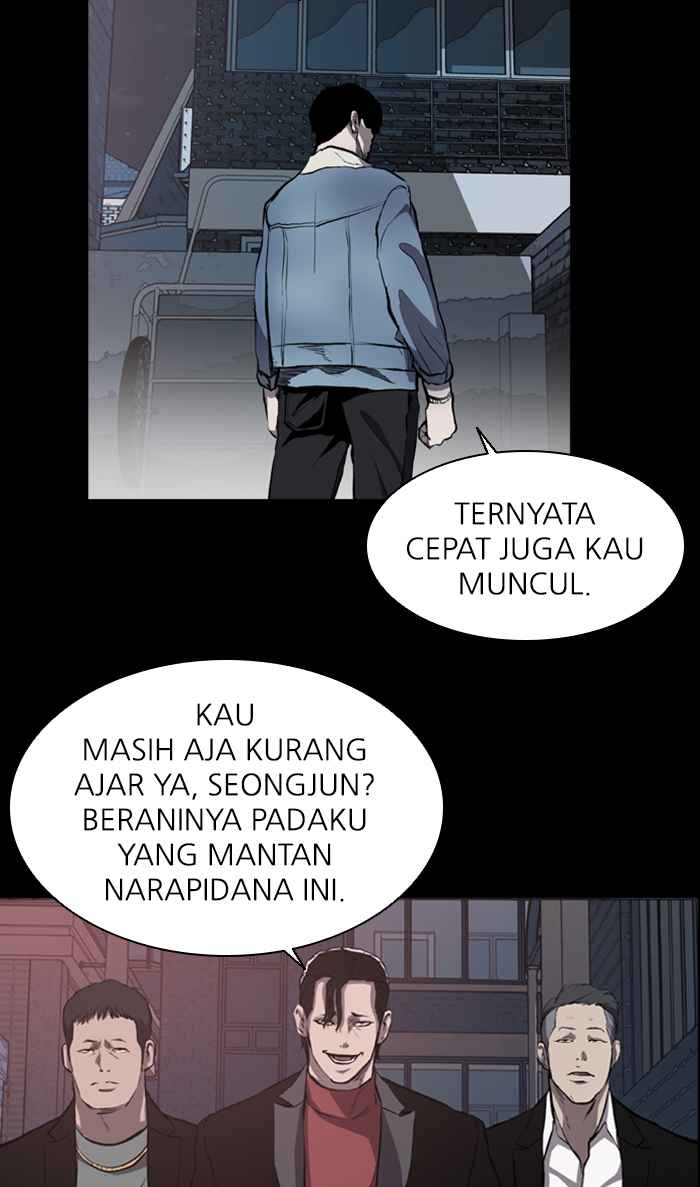 TERNYATA
CEPAT JUGA KAU
MUNCUL.
KAU
MASIH AJA KURANG
AJAR YA, SEONGJUN?
BERANINYA PADAKU
YANG MANTAN
NARAPIDANA INI.